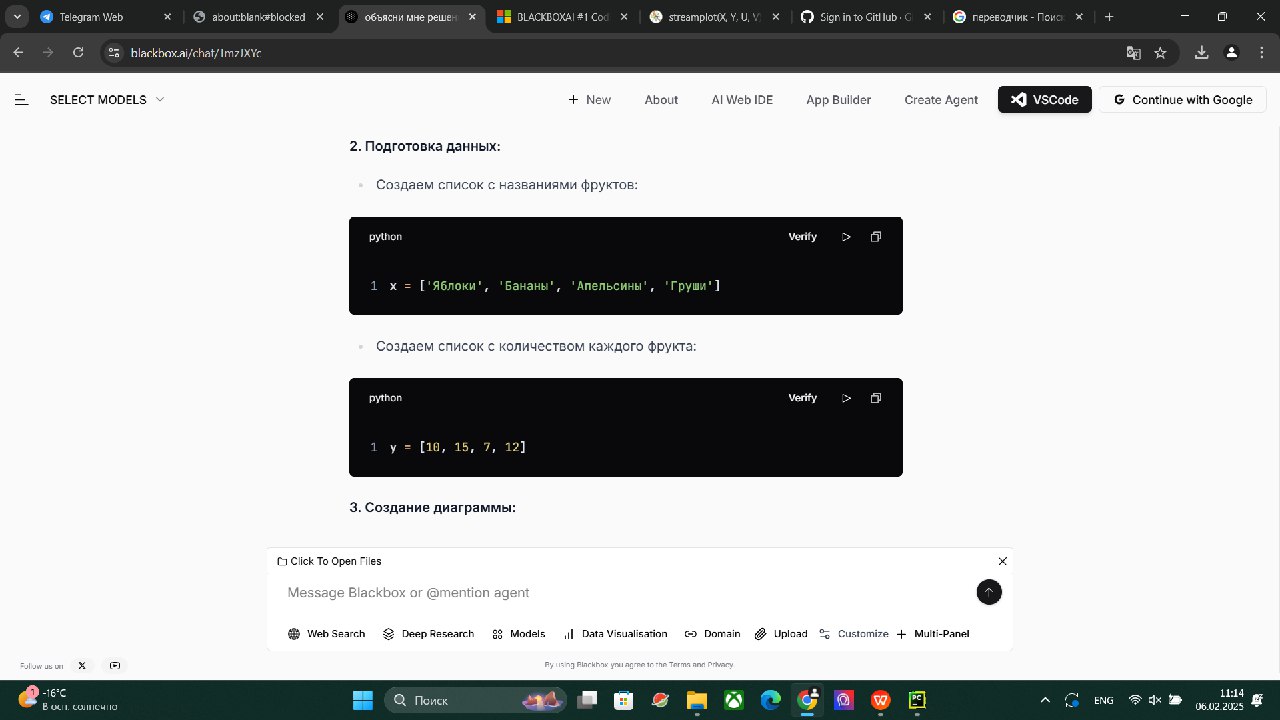 Telegram Web
about:blank#blocked
объясни мне решен
BLACKBOXAI #1 Cod
streamplot(X, Y, U, V)
Sign in to GitHub · Gi
переводчик - Поиск
blackbox.ai/chat/1mzJXYc
SELECT MODELS
New
About
AI Web IDE
App Builder
Create Agent
VSCode
Continue with Google
2. Подготовка данных:
Создаем список с названиями фруктов:
python
Verify
1 x = ['Яблоки', 'Бананы', 'Апельсины', 'Груши']
Создаем список с количеством каждого фрукта:
python
Verify
1 y = [10, 15, 7, 12]
3. Создание диаграммы:
Click To Open Files
Message Blackbox or @mention agent
Web Search
Deep Research
Models
Data Visualisation
Domain
Upload
Customize
Multi-Panel
Follow us on
By using Blackbox you agree to the Terms and Privacy.
1
-16°C
В осн. солнечно
Поиск
PC
ENG
11:14
06.02.2025